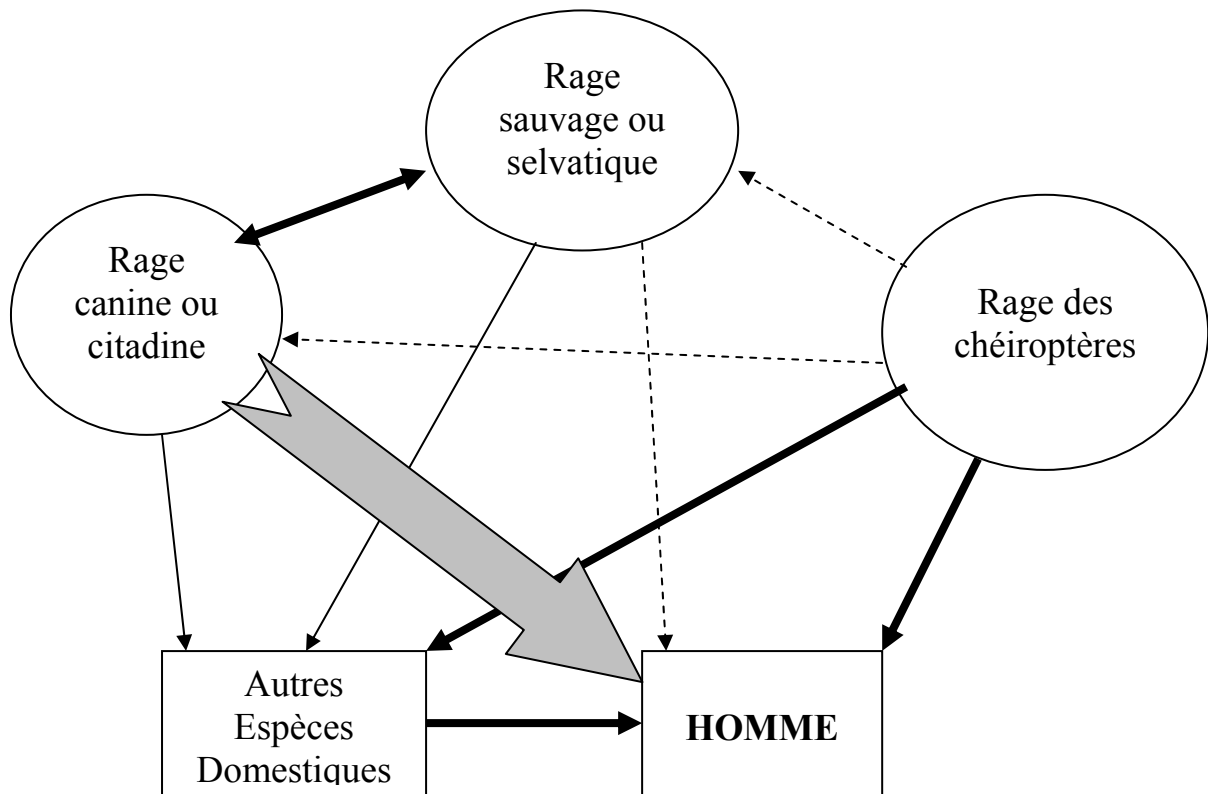 Rage
sauvage ou
selvatique
Rage
canine ou
citadine
Rage des
chéiroptères
Autres
Espèces
Domestiques
HOMME